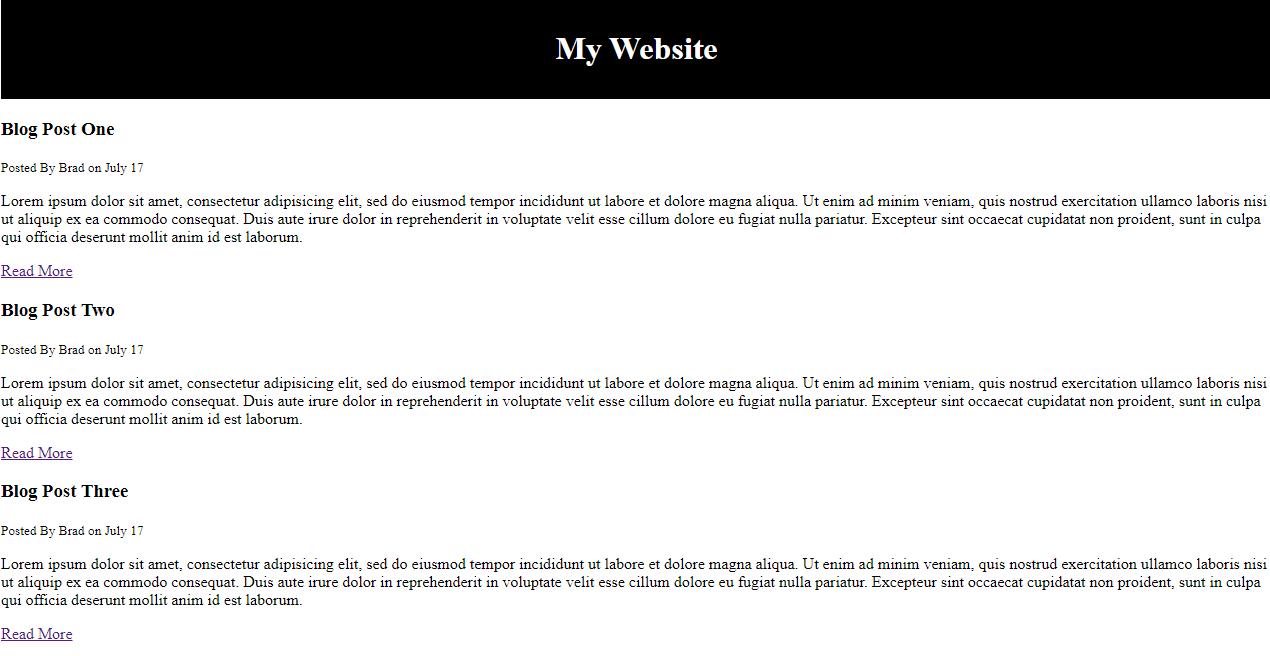 My Website
Blog Post One
Posted By Brad on July 17
Lorem ipsum dolor sit amet, consectetur adipisicing elit, sed do eiusmod tempor incididunt ut labore et dolore magna aliqua. Ut enim ad minim veniam, quis nostrud exercitation ullamco laboris nisi
ut aliquip ex ea commodo consequat. Duis aute irure dolor in reprehenderit in voluptate velit esse cillum dolore eu fugiat nulla pariatur. Excepteur sint occaecat cupidatat non proident, sunt in culpa
qui officia deserunt mollit anim id est laborum.
Read More
Blog Post Two
Posted By Brad on July 17
Lorem ipsum dolor sit amet, consectetur adipisicing elit, sed do eiusmod tempor incididunt ut labore et dolore magna aliqua. Ut enim ad minim veniam, quis nostrud exercitation ullamco laboris nisi
ut aliquip ex ea commodo consequat. Duis aute irure dolor in reprehenderit in voluptate velit esse cillum dolore eu fugiat nulla pariatur. Excepteur sint occaecat cupidatat non proident, sunt in culpa
qui officia deserunt mollit anim id est laborum.
Read More
Blog Post Three
Posted By Brad on July 17
Lorem ipsum dolor sit amet, consectetur adipisicing elit, sed do eiusmod tempor incididunt ut labore et dolore magna aliqua. Ut enim ad minim veniam, quis nostrud exercitation ullamco laboris nisi
ut aliquip ex ea commodo consequat. Duis aute irure dolor in reprehenderit in voluptate velit esse cillum dolore eu fugiat nulla pariatur. Excepteur sint occaecat cupidatat non proident, sunt in culpa
qui officia deserunt mollit anim id est laborum.
Read More